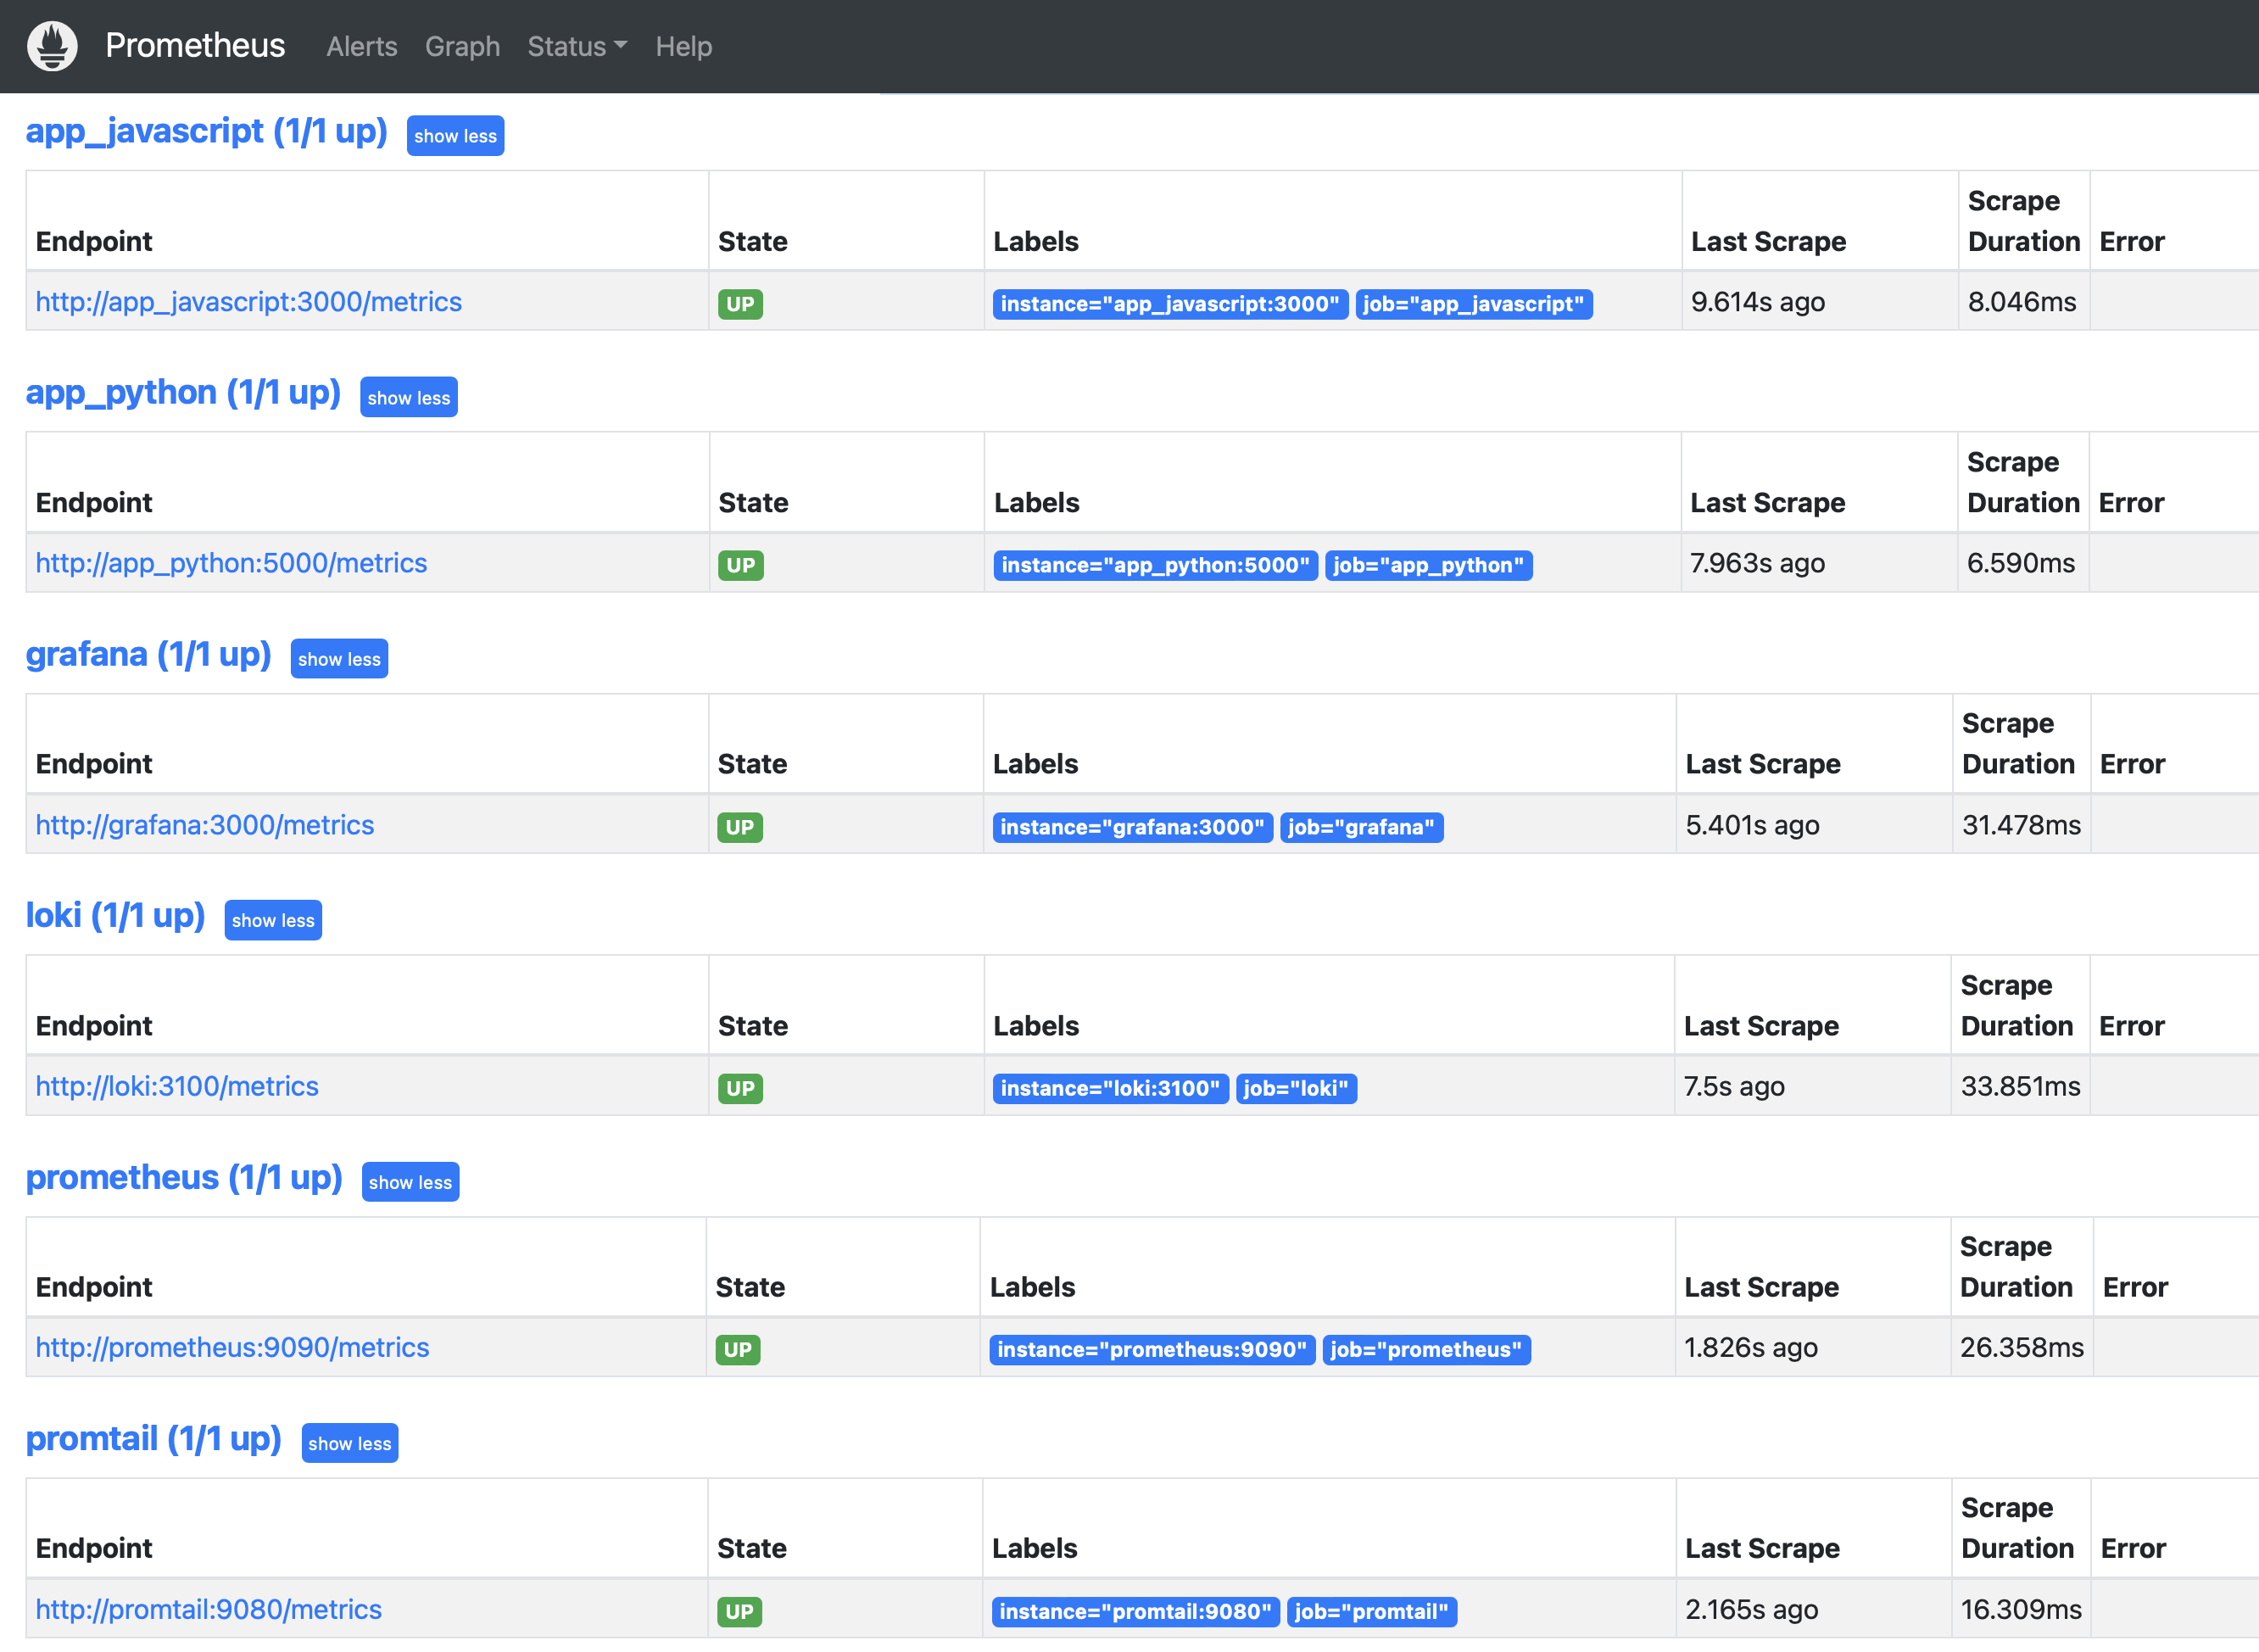 Prometheus Alerts Graph Status Help
app_javascript (1/1 up) show less
Endpoint State Labels Last Scrape Scrape Duration Error
http://app_javascript:3000/metrics UP instance="app_javascript:3000" job="app_javascript" 9.614s ago 8.046ms
app_python (1/1 up) show less
Endpoint State Labels Last Scrape Scrape Duration Error
http://app_python:5000/metrics UP instance="app_python:5000" job="app_python" 7.963s ago 6.590ms
grafana (1/1 up) show less
Endpoint State Labels Last Scrape Scrape Duration Error
http://grafana:3000/metrics UP instance="grafana:3000" job="grafana" 5.401s ago 31.478ms
loki (1/1 up) show less
Endpoint State Labels Last Scrape Scrape Duration Error
http://loki:3100/metrics UP instance="loki:3100" job="loki" 7.5s ago 33.851ms
prometheus (1/1 up) show less
Endpoint State Labels Last Scrape Scrape Duration Error
http://prometheus:9090/metrics UP instance="prometheus:9090" job="prometheus" 1.826s ago 26.358ms
promtail (1/1 up) show less
Endpoint State Labels Last Scrape Scrape Duration Error
http://promtail:9080/metrics UP instance="promtail:9080" job="promtail" 2.165s ago 16.309ms